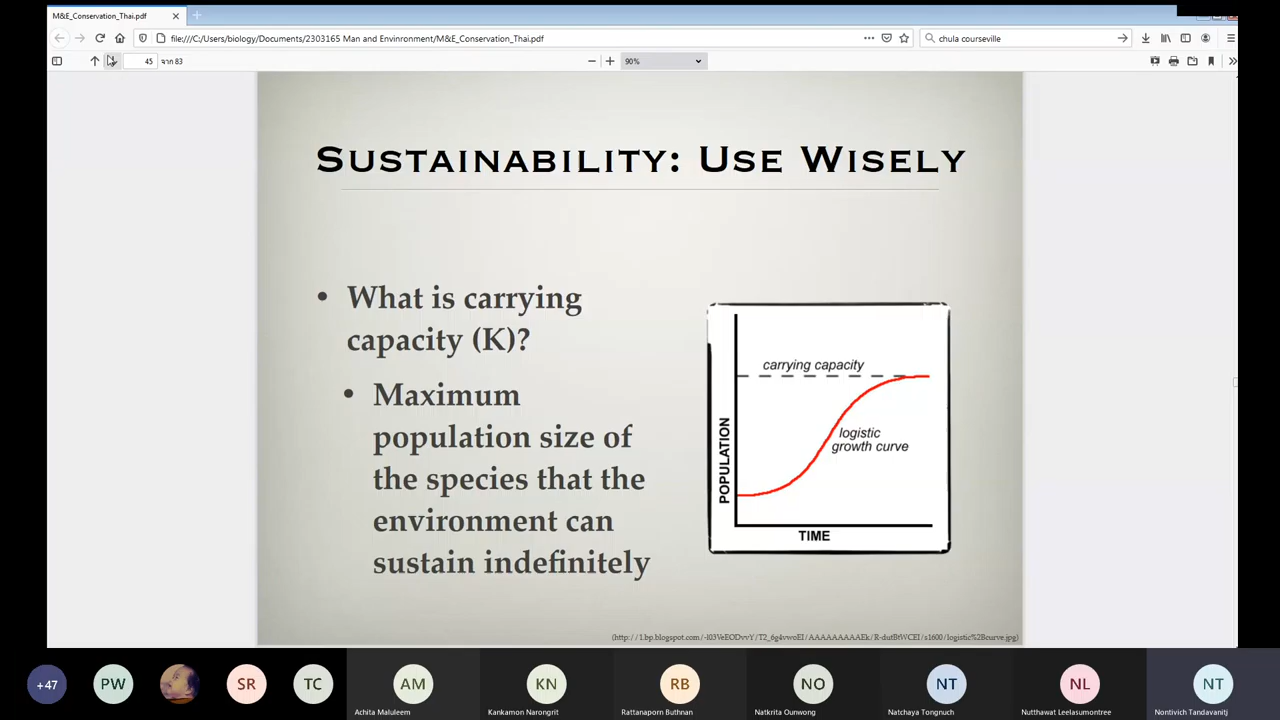 M&E_Conservation_Thai.pdf
file:///C:/Users/biology/Documents/2303165 Man and Envinronment/M&E_Conservation_Thai.pdf
chula courseville
45 จาก 83
90%
Sustainability: Use Wisely
• What is carrying
capacity (K)?
• Maximum
population size of
the species that the
environment can
sustain indefinitely
carrying capacity
logistic
growth curve
POPULATION
TIME
+47
PW
SR
TC
AM
Achita Maluleem
KN
Kankamon Narongrit
RB
Rattanaporn Buthnan
NO
Natkrita Ounwong
NT
Natchaya Tongnuch
NL
Nutthawat Leelasumontree
NT
Nontivich Tandavanitj